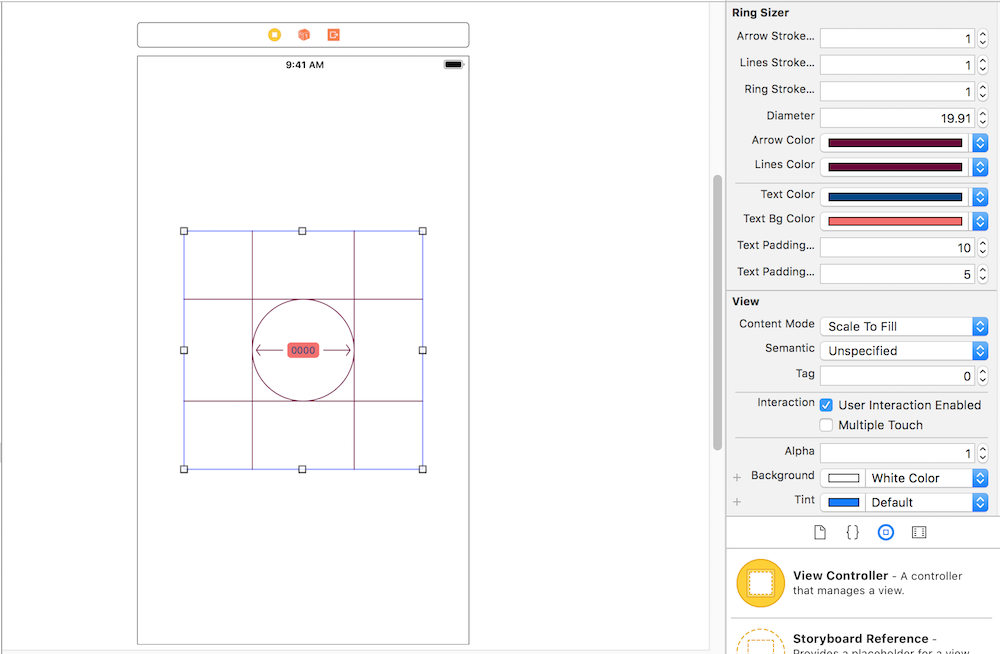 9:41 AM
0000
Ring Sizer
Arrow Stroke... 1
Lines Stroke... 1
Ring Stroke... 1
Diameter 19.91
Arrow Color
Lines Color
Text Color
Text Bg Color
Text Padding... 10
Text Padding... 5
View
Content Mode Scale To Fill
Semantic Unspecified
Tag 0
Interaction User Interaction Enabled
Multiple Touch
Alpha 1
+ Background White Color
+ Tint Default
{}
View Controller - A controller
that manages a view.
Storyboard Reference -
Provides a placeholder for a view